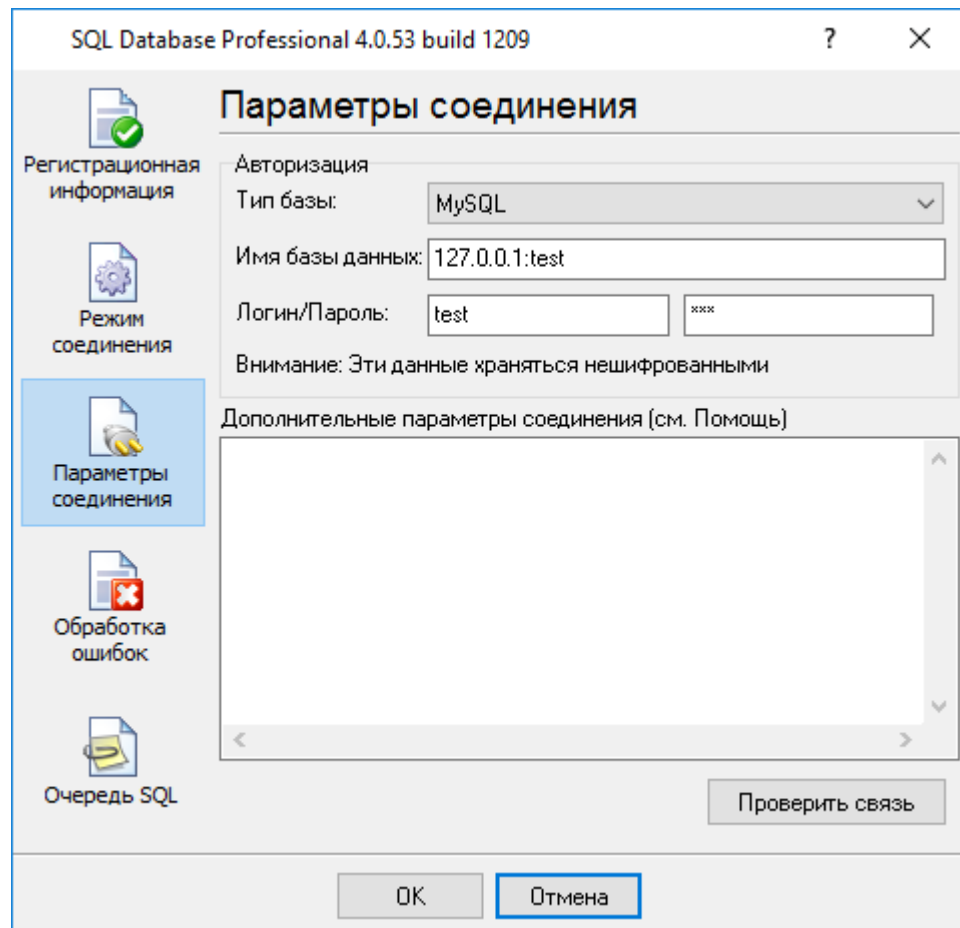 SQL Database Professional 4.0.53 build 1209
?
Параметры соединения
Регистрационная
информация
Авторизация
Тип базы:
MySQL
Имя базы данных:
127.0.0.1:test
Режим
соединения
Логин/Пароль:
test
***
Внимание: Эти данные храняться нешифрованными
Параметры
соединения
Дополнительные параметры соединения (см. Помощь)
Обработка
ошибок
Очередь SQL
Проверить связь
OK
Отмена